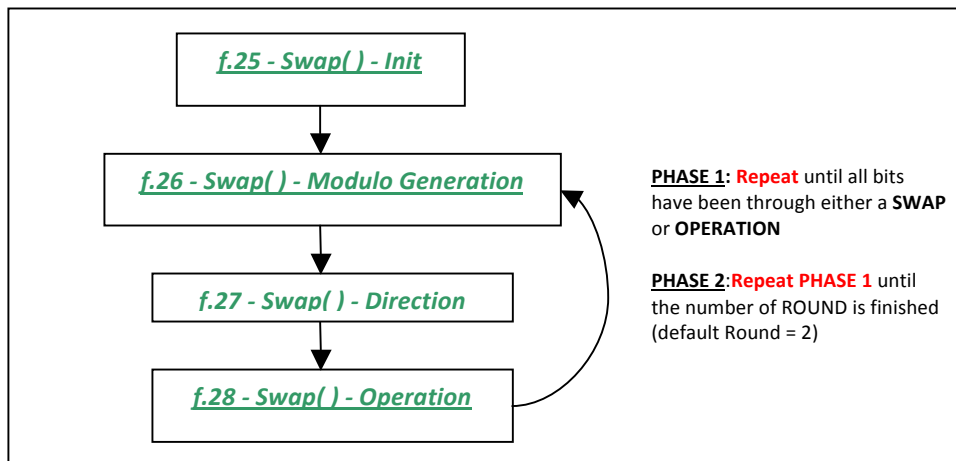 f.25 - Swap( ) - Init
f.26 - Swap( ) - Modulo Generation
f.27 - Swap( ) - Direction
f.28 - Swap( ) - Operation
PHASE 1: Repeat until all bits
have been through either a SWAP
or OPERATION
PHASE 2:Repeat PHASE 1 until
the number of ROUND is finished
(default Round = 2)